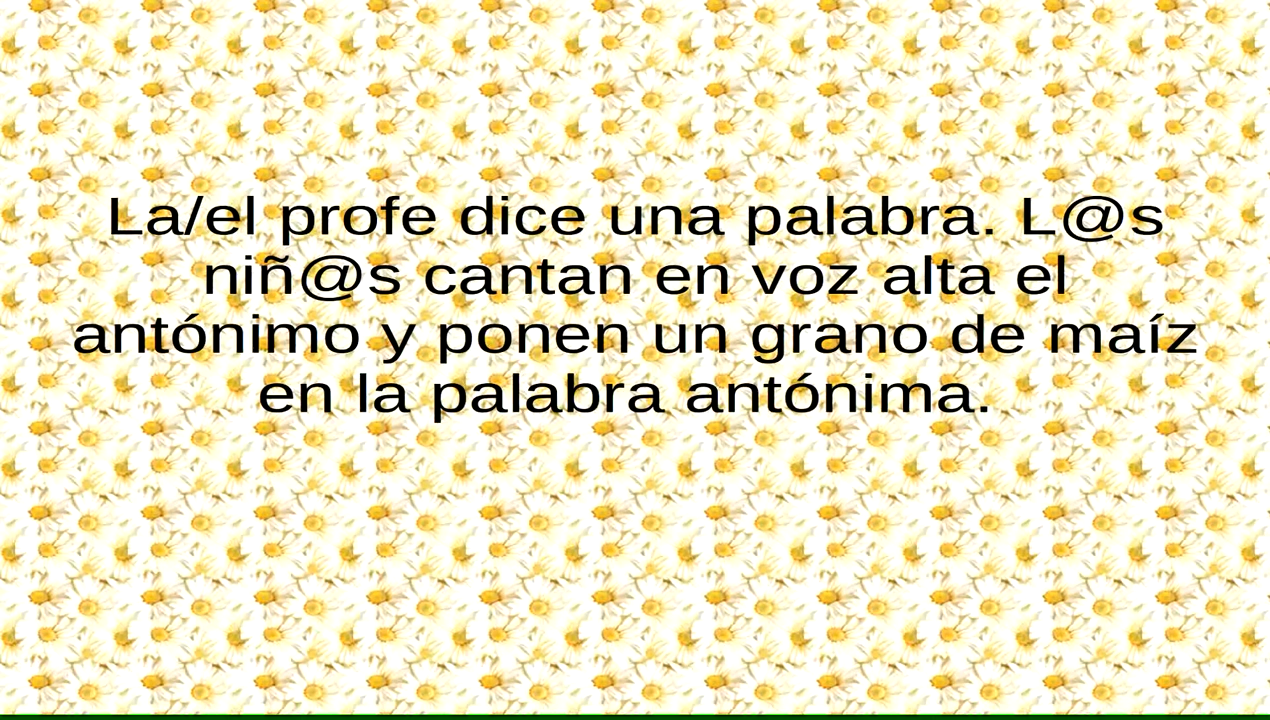 La/el profe dice una palabra. L@s
niñ@s cantan en voz alta el
antónimo y ponen un grano de maíz
en la palabra antónima.